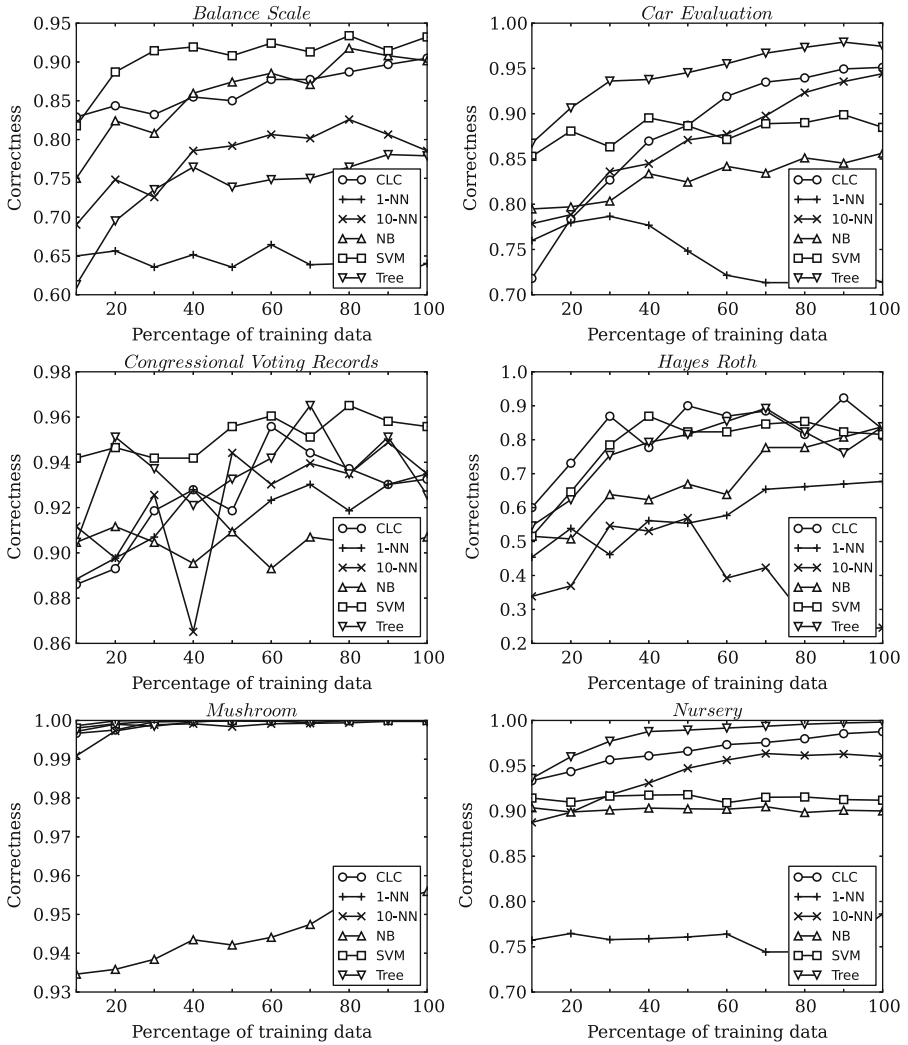 Balance Scale
Correctness
0.95
0.90
0.85
0.80
0.75
0.70
0.65
0.60
20
40
60
80
100
Percentage of training data
CLC
1-NN
10-NN
NB
SVM
Tree
Car Evaluation
Correctness
1.00
0.95
0.90
0.85
0.80
0.75
0.70
20
40
60
80
100
Percentage of training data
CLC
1-NN
10-NN
NB
SVM
Tree
Congressional Voting Records
Correctness
0.98
0.96
0.94
0.92
0.90
0.88
0.86
20
40
60
80
100
Percentage of training data
CLC
1-NN
10-NN
NB
SVM
Tree
Hayes Roth
Correctness
1.0
0.9
0.8
0.7
0.6
0.5
0.4
0.3
0.2
20
40
60
80
100
Percentage of training data
CLC
1-NN
10-NN
NB
SVM
Tree
Mushroom
Correctness
1.00
0.99
0.98
0.97
0.96
0.95
0.94
0.93
20
40
60
80
100
Percentage of training data
CLC
1-NN
10-NN
NB
SVM
Tree
Nursery
Correctness
1.00
0.95
0.90
0.85
0.80
0.75
0.70
20
40
60
80
100
Percentage of training data
CLC
1-NN
10-NN
NB
SVM
Tree